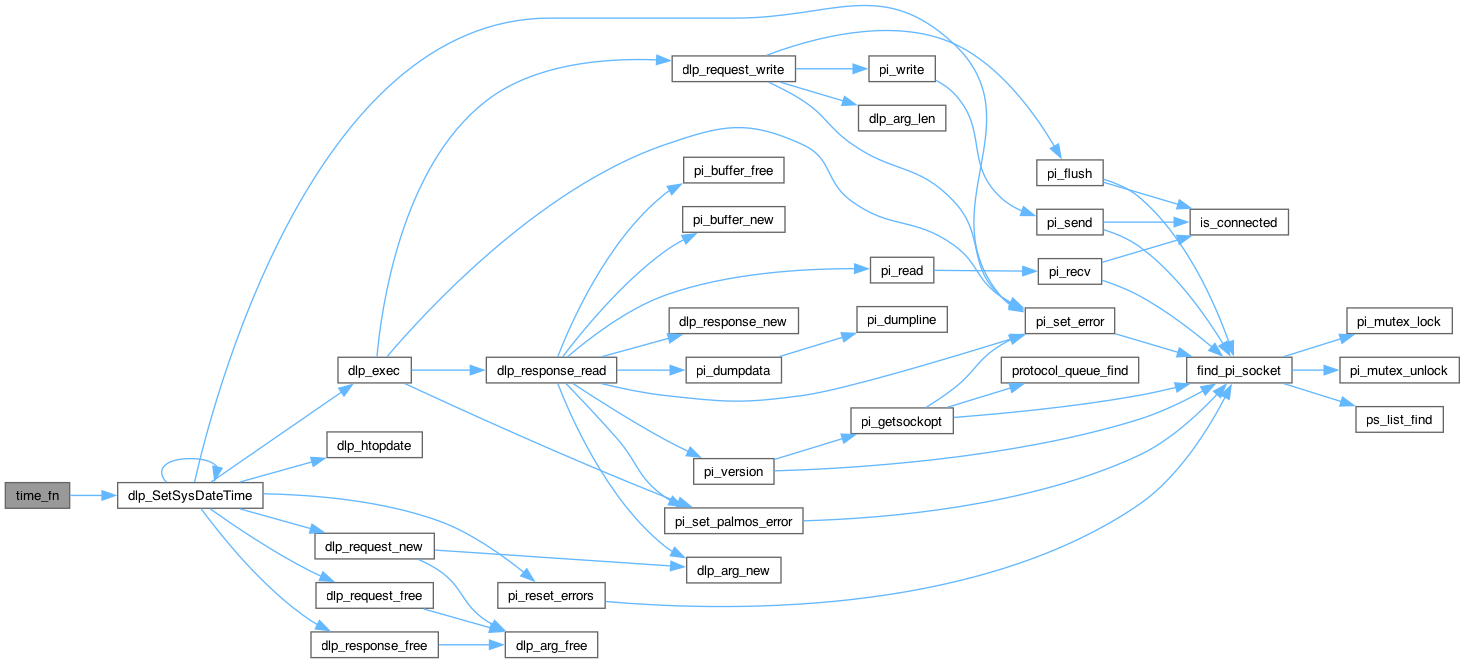 time_fn
dlp_SetSysDateTime
dlp_exec
dlp_htopdate
dlp_request_new
dlp_request_free
dlp_response_free
dlp_response_read
pi_reset_errors
dlp_arg_free
dlp_request_write
pi_buffer_free
pi_buffer_new
dlp_response_new
pi_dumpdata
pi_version
pi_set_palmos_error
dlp_arg_new
pi_write
dlp_arg_len
pi_read
pi_dumpline
pi_getsockopt
pi_flush
pi_send
pi_recv
pi_set_error
protocol_queue_find
is_connected
find_pi_socket
pi_mutex_lock
pi_mutex_unlock
ps_list_find